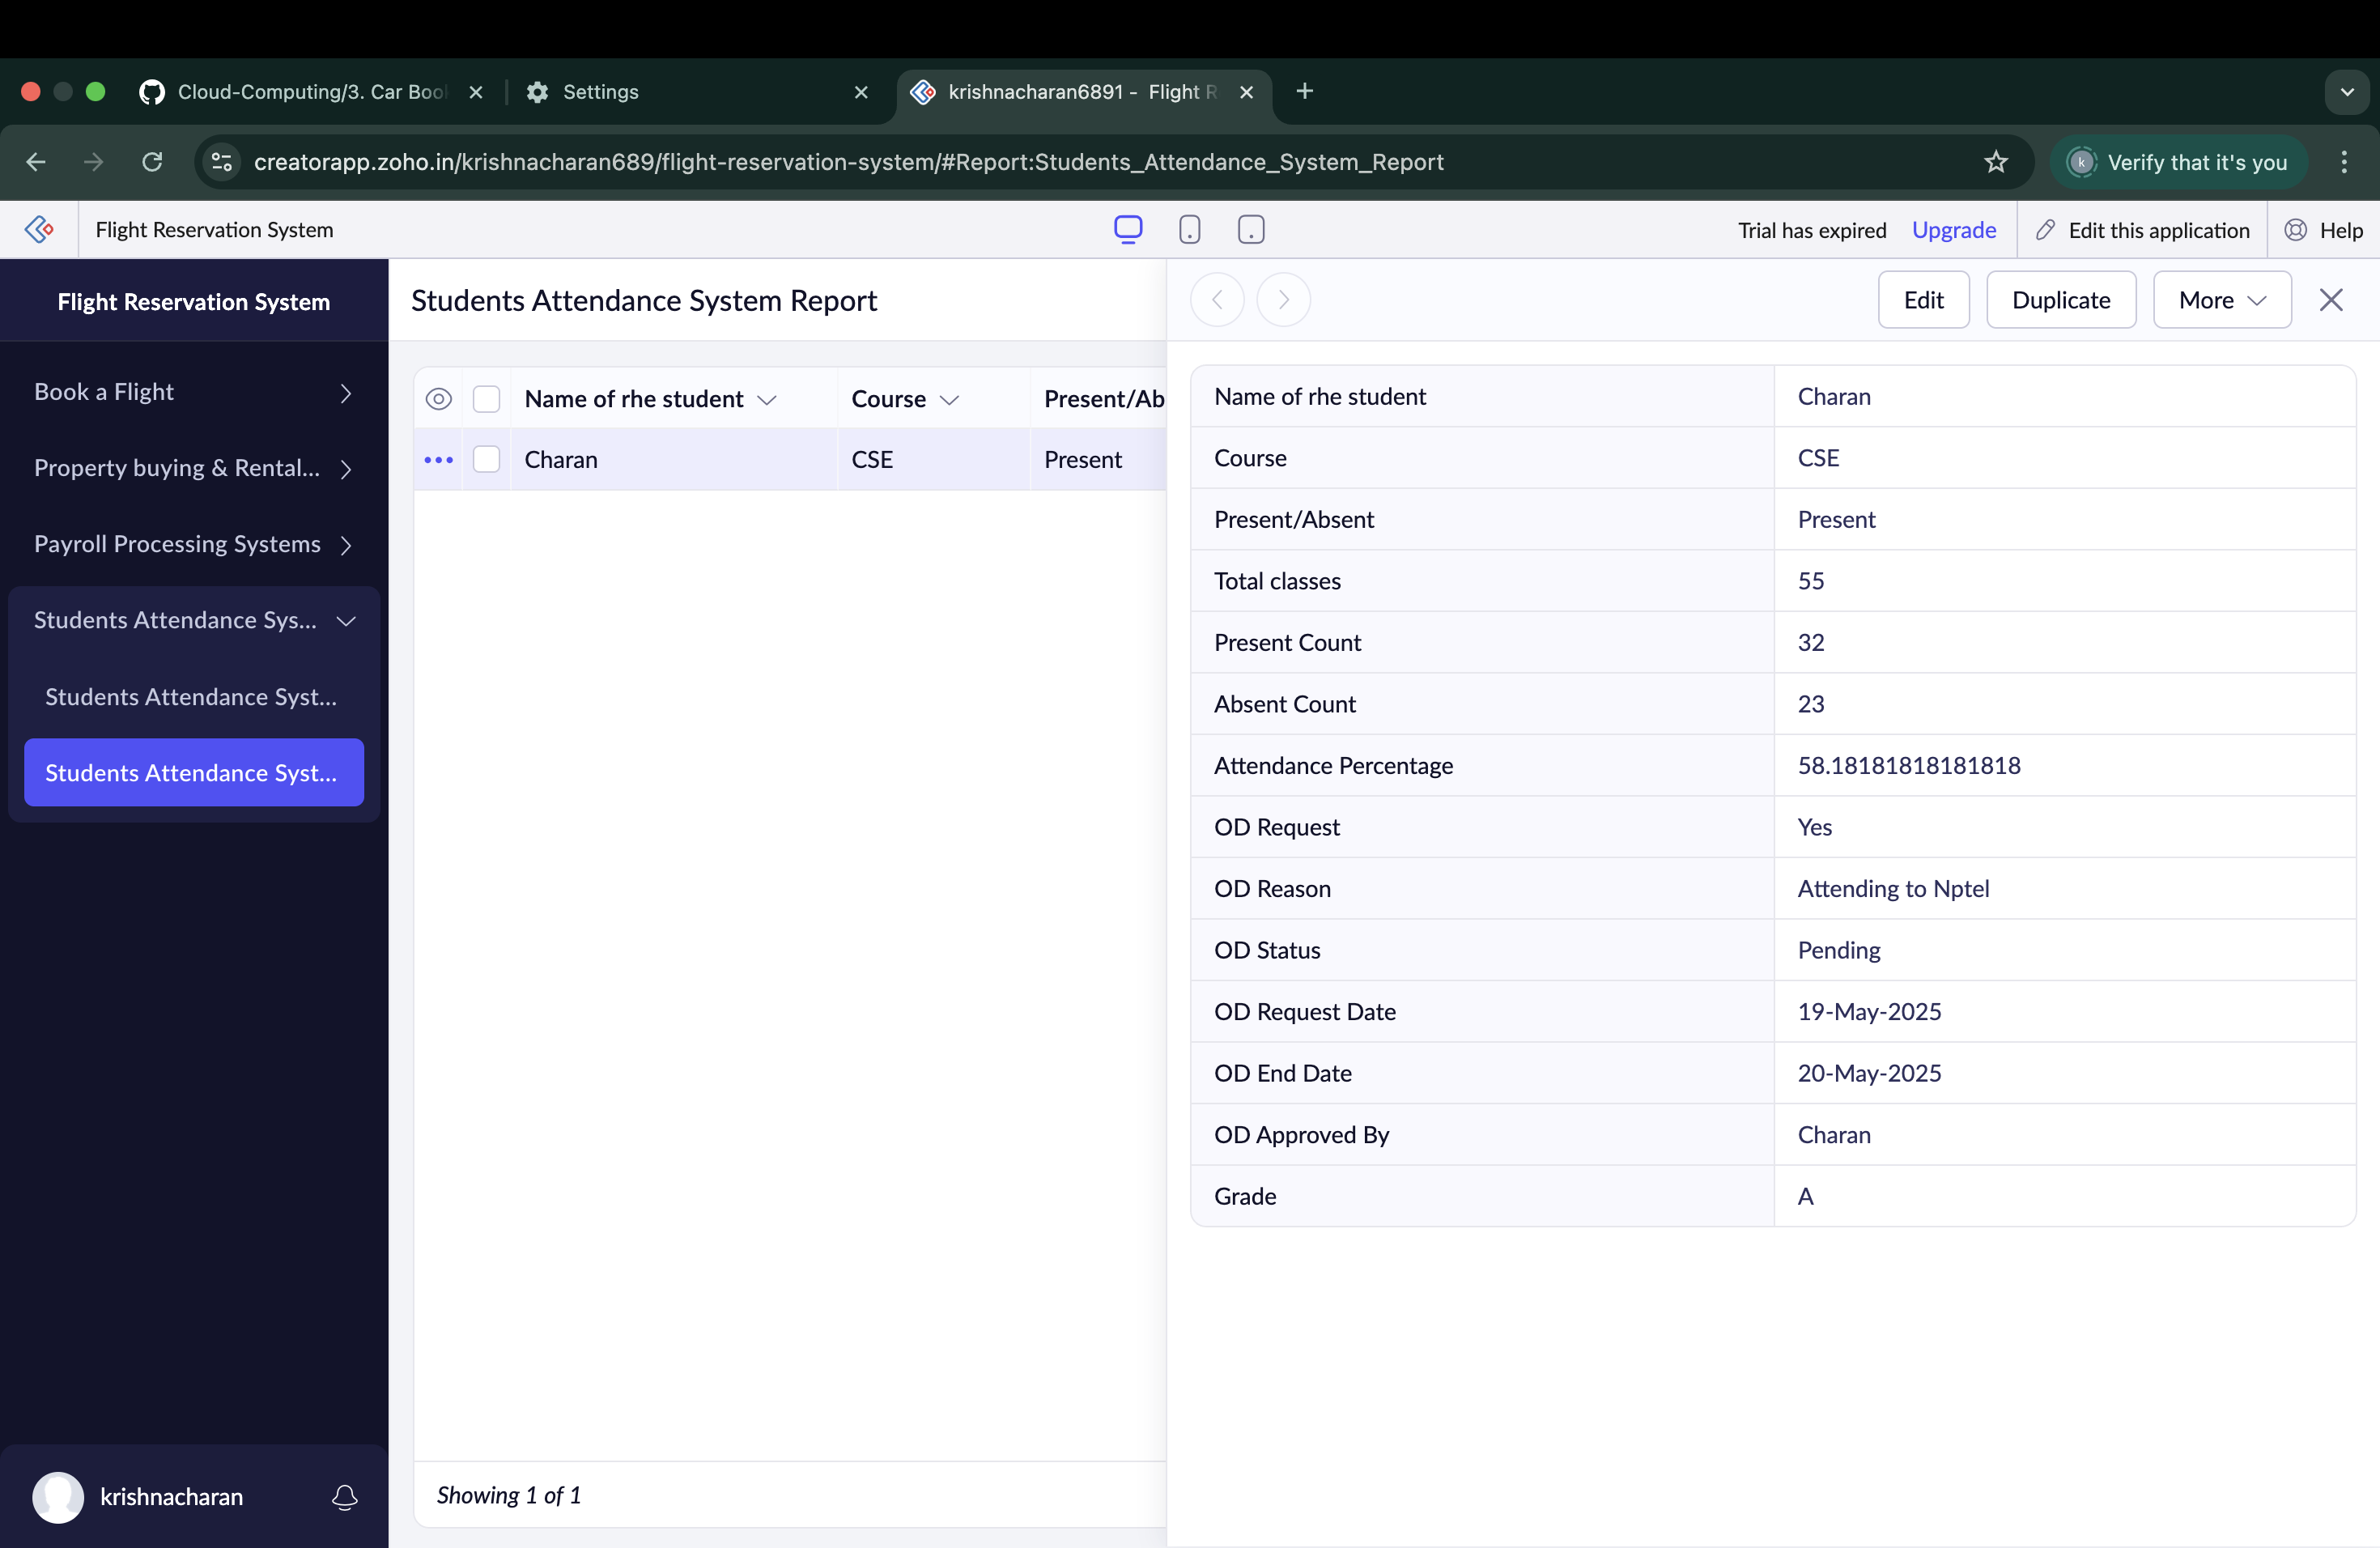 Cloud-Computing/3. Car Boo
Settings
krishnacharan6891 - Flight R
creatorapp.zoho.in/krishnacharan689/flight-reservation-system/#Report:Students_Attendance_System_Report
k
Verify that it's you
Flight Reservation System
Trial has expired
Upgrade
Edit this application
Help
Flight Reservation System
Book a Flight
Property buying & Rental...
Payroll Processing Systems
Students Attendance Sys...
Students Attendance Syst...
Students Attendance Syst...
krishnacharan
Students Attendance System Report
Name of rhe student Course Present/Ab
Charan CSE Present
Showing 1 of 1
Edit
Duplicate
More
Name of rhe student Charan
Course CSE
Present/Absent Present
Total classes 55
Present Count 32
Absent Count 23
Attendance Percentage 58.18181818181818
OD Request Yes
OD Reason Attending to Nptel
OD Status Pending
OD Request Date 19-May-2025
OD End Date 20-May-2025
OD Approved By Charan
Grade A